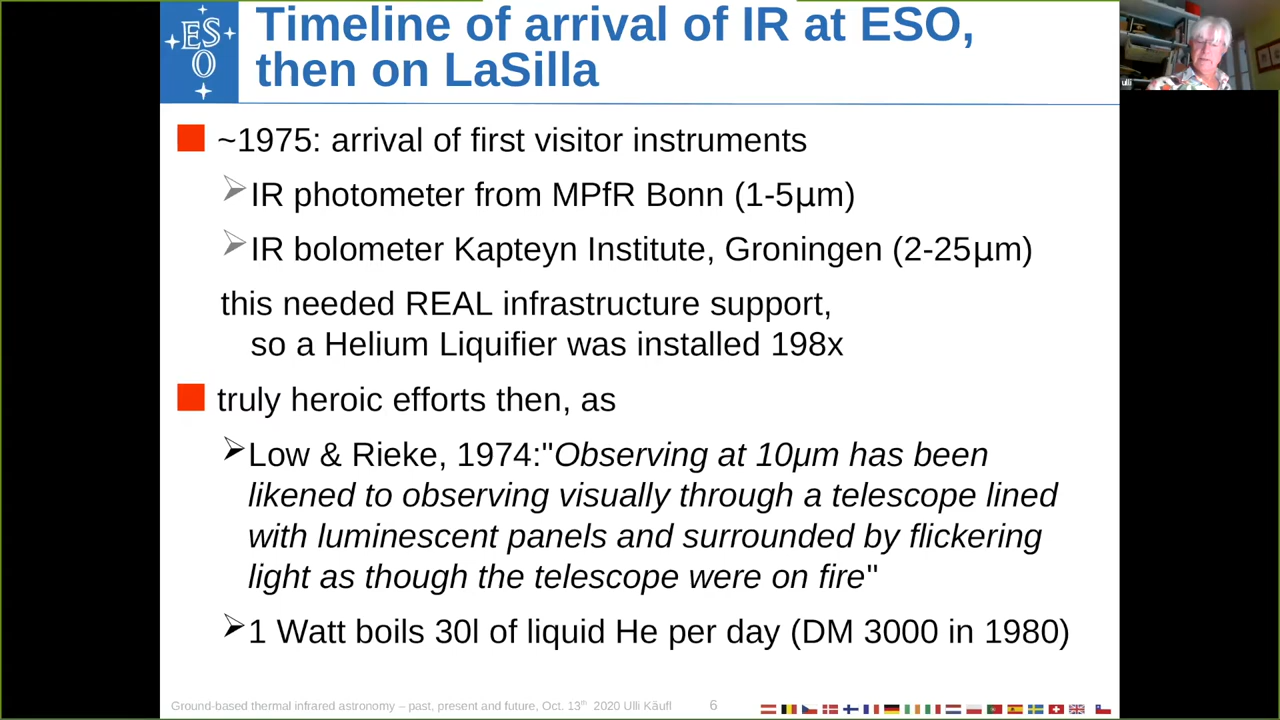 ESO
Timeline of arrival of IR at ESO,
then on LaSilla
~1975: arrival of first visitor instruments
IR photometer from MPfR Bonn (1-5µm)
IR bolometer Kapteyn Institute, Groningen (2-25µm)
this needed REAL infrastructure support,
so a Helium Liquifier was installed 198x
truly heroic efforts then, as
Low & Rieke, 1974:"Observing at 10µm has been
likened to observing visually through a telescope lined
with luminescent panels and surrounded by flickering
light as though the telescope were on fire"
1 Watt boils 30l of liquid He per day (DM 3000 in 1980)
Ground-based thermal infrared astronomy – past, present and future, Oct. 13th 2020 Ulli Käufl 6
ulli